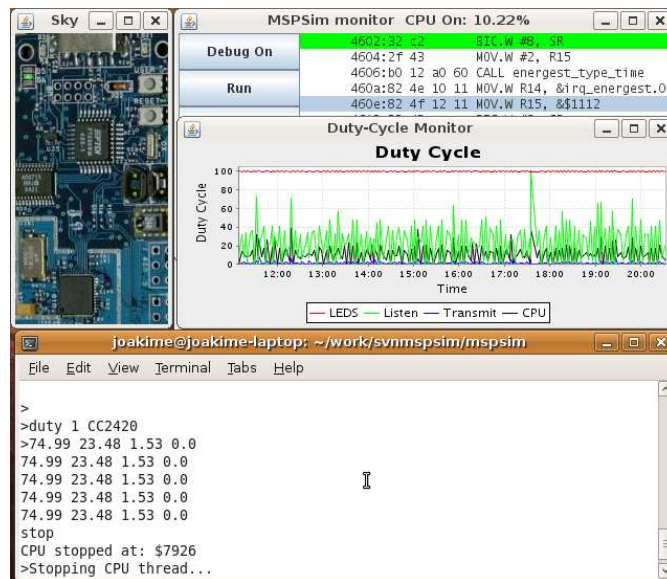 Sky
MSPSim monitor CPU On: 10.22%
Debug On
Run
4602:32 c2 BIC.W #8, SR
4604:2f 43 MOV.W #2, R15
4606:b0 12 a0 60 CALL energest_type_time
460a:82 4e 10 11 MOV.W R14, &irq_energest.0
460e:82 4f 12 11 MOV.W R15, &$1112
Duty-Cycle Monitor
Duty Cycle
Duty Cycle
100
80
60
40
20
0
12:00 13:00 14:00 15:00 16:00 17:00 18:00 19:00 20:00
Time
LEDS Listen Transmit CPU
joakime@joakime-laptop: ~/work/svnmspsim/mspsim
File Edit View Terminal Tabs Help
>
>duty 1 CC2420
>74.99 23.48 1.53 0.0
74.99 23.48 1.53 0.0
74.99 23.48 1.53 0.0
74.99 23.48 1.53 0.0
74.99 23.48 1.53 0.0
stop
CPU stopped at: $7926
>Stopping CPU thread...